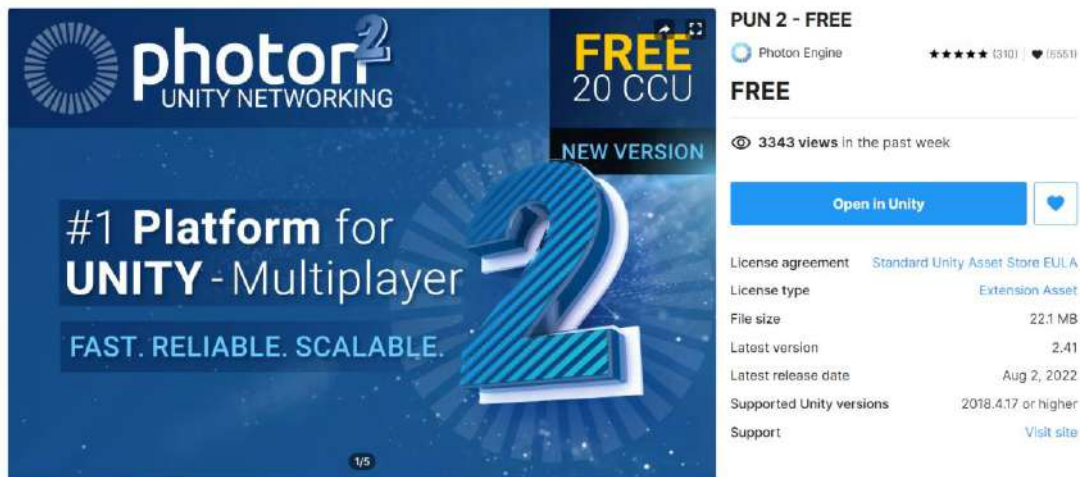 photon2
UNITY NETWORKING
FREE
20 CCU
NEW VERSION
#1 Platform for
UNITY - Multiplayer
FAST. RELIABLE. SCALABLE.
2
1/5
PUN 2 - FREE
Photon Engine ★★★★★ (310) (6551)
FREE
3343 views in the past week
Open in Unity
License agreement Standard Unity Asset Store EULA
License type Extension Asset
File size 22.1 MB
Latest version 2.41
Latest release date Aug 2, 2022
Supported Unity versions 2018.4.17 or higher
Support Visit site